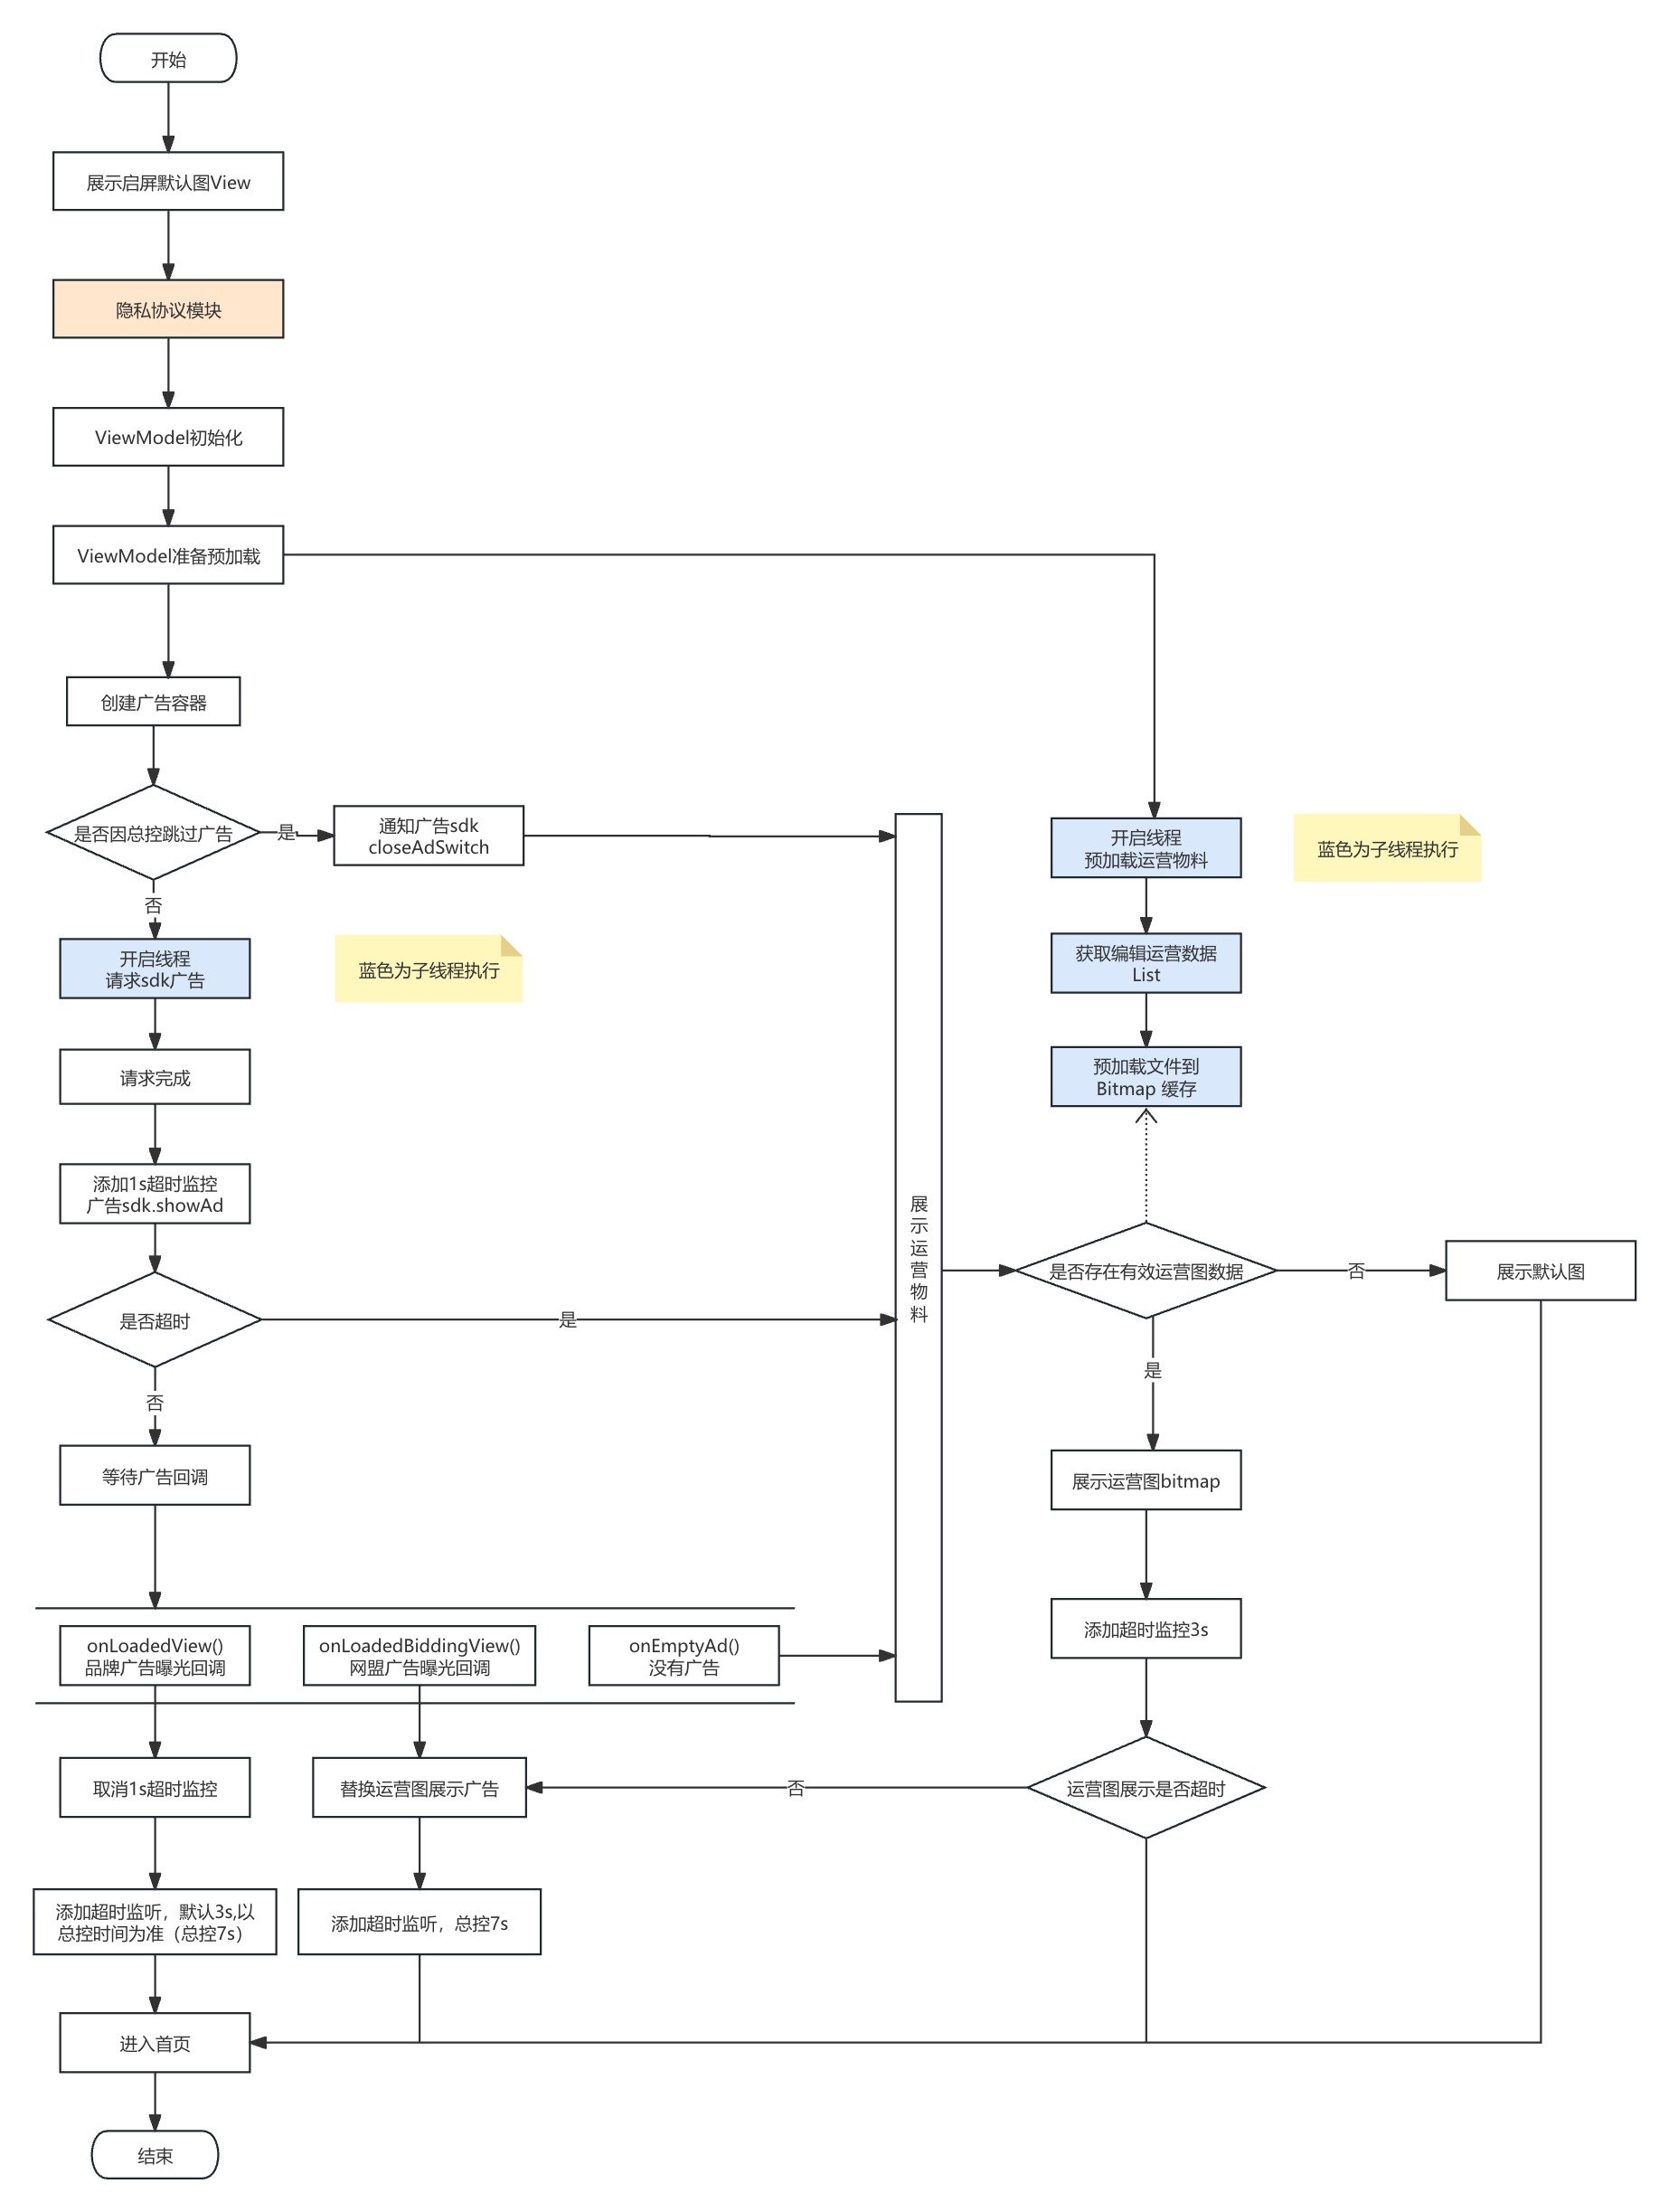 开始
展示启屏默认图View
隐私协议模块
ViewModel初始化
ViewModel准备预加载
创建广告容器
是否因总控跳过广告
是
通知广告sdk
closeAdSwitch
否
开启线程
请求sdk广告
蓝色为子线程执行
请求完成
添加1s超时监控
广告sdk.showAd
是否超时
是
否
等待广告回调
onLoadedView()
品牌广告曝光回调
onLoadedBiddingView()
网盟广告曝光回调
onEmptyAd()
没有广告
取消1s超时监控
替换运营图展示广告
添加超时监听，默认3s,以
总控时间为准（总控7s）
添加超时监听，总控7s
进入首页
结束
展
示
运
营
物
料
开启线程
预加载运营物料
蓝色为子线程执行
获取编辑运营数据
List
预加载文件到
Bitmap 缓存
是否存在有效运营图数据
否
展示默认图
是
展示运营图bitmap
添加超时监控3s
运营图展示是否超时
否